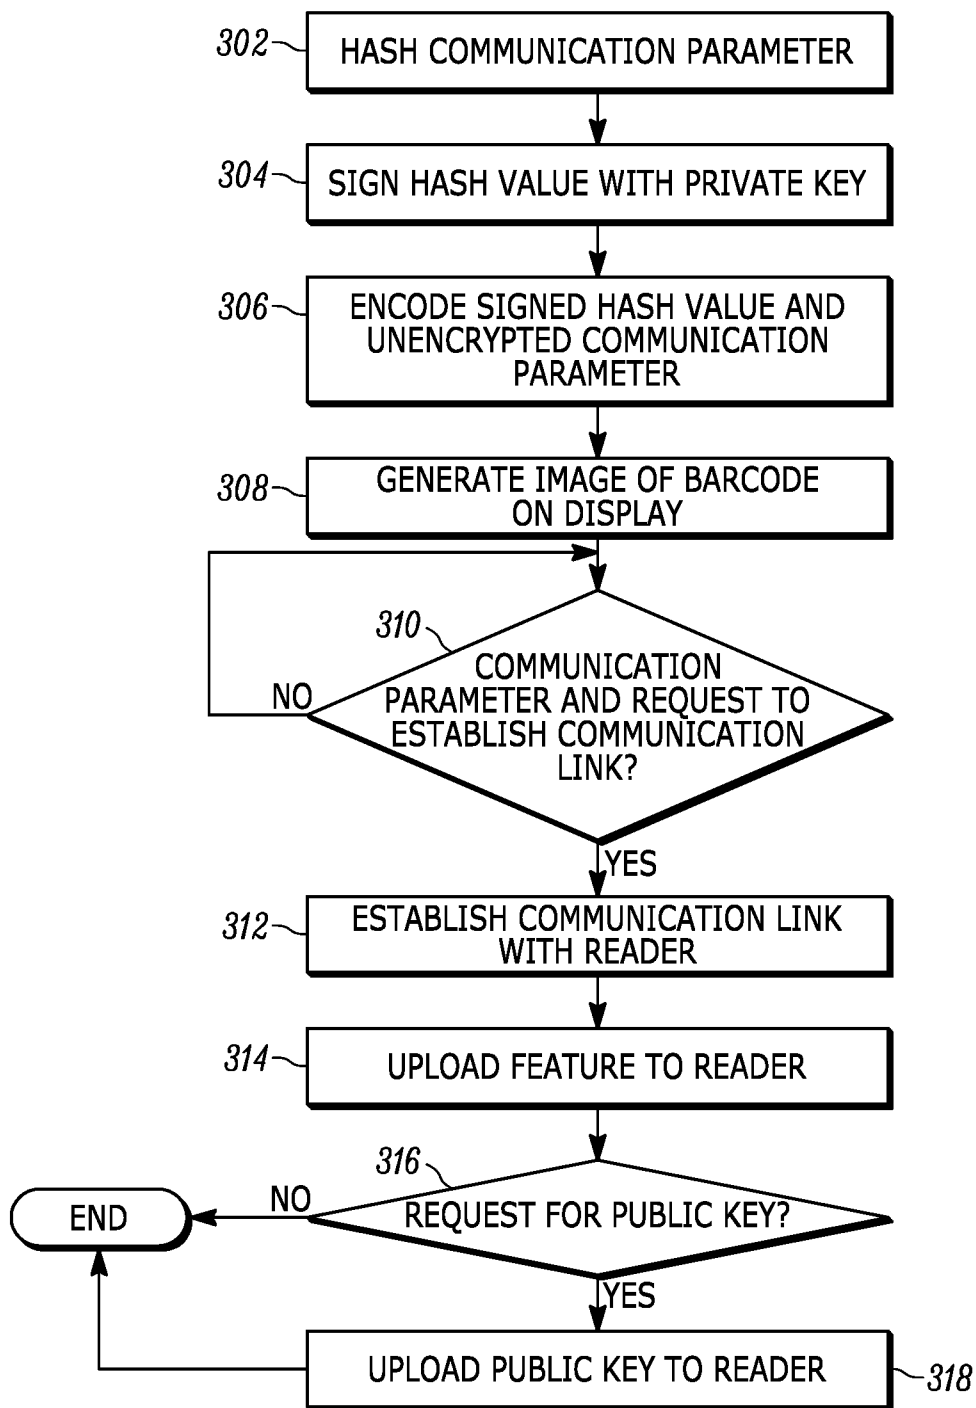 302
HASH COMMUNICATION PARAMETER
304
SIGN HASH VALUE WITH PRIVATE KEY
306
ENCODE SIGNED HASH VALUE AND
UNENCRYPTED COMMUNICATION
PARAMETER
308
GENERATE IMAGE OF BARCODE
ON DISPLAY
310
COMMUNICATION
PARAMETER AND REQUEST TO
ESTABLISH COMMUNICATION
LINK?
NO
YES
312
ESTABLISH COMMUNICATION LINK
WITH READER
314
UPLOAD FEATURE TO READER
316
REQUEST FOR PUBLIC KEY?
NO
END
YES
UPLOAD PUBLIC KEY TO READER
318